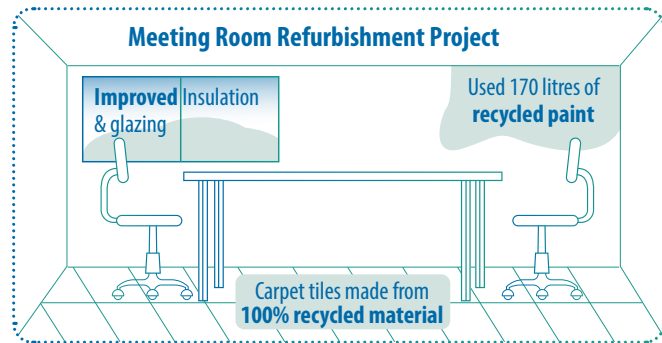 Meeting Room Refurbishment Project
Improved Insulation
& glazing
Used 170 litres of
recycled paint
Carpet tiles made from
100% recycled material